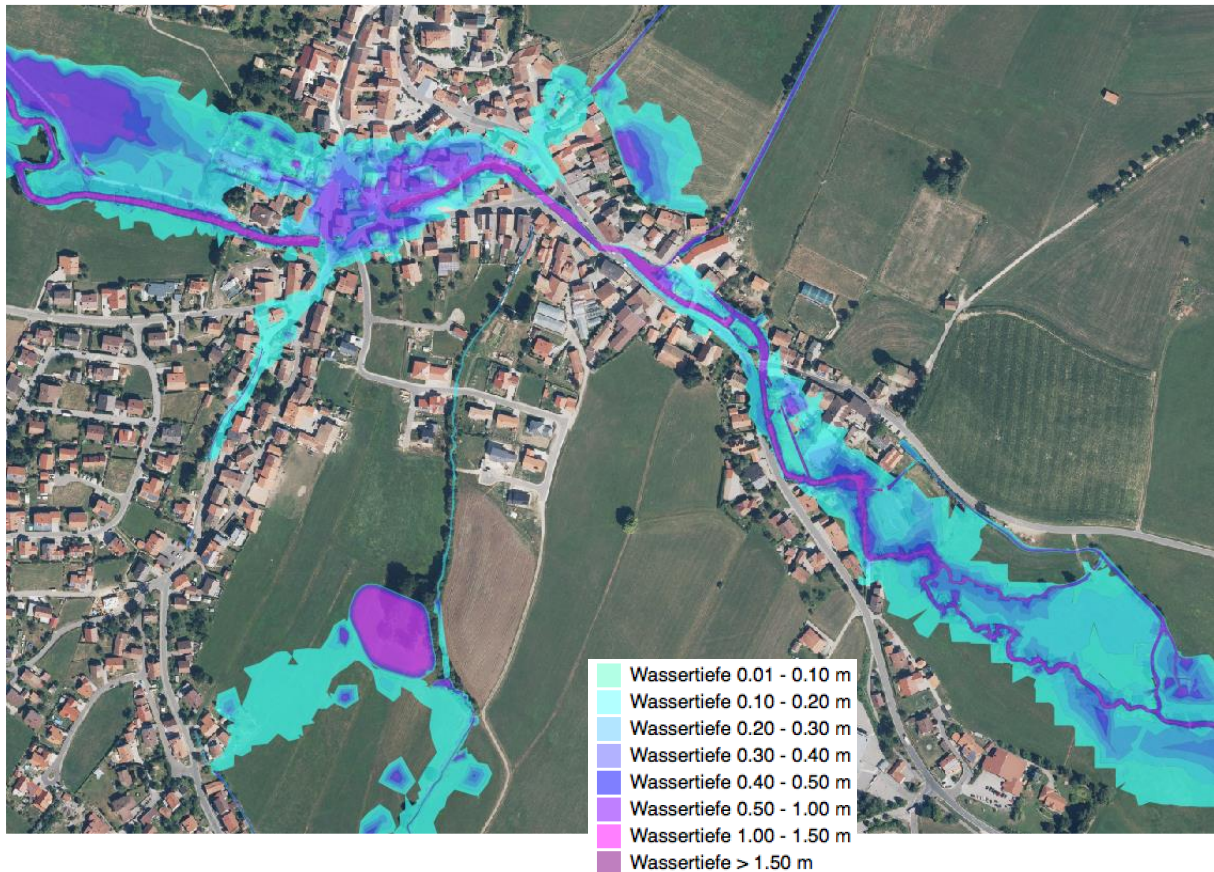 Wassertiefe 0.01 - 0.10 m
Wassertiefe 0.10 - 0.20 m
Wassertiefe 0.20 - 0.30 m
Wassertiefe 0.30 - 0.40 m
Wassertiefe 0.40 - 0.50 m
Wassertiefe 0.50 - 1.00 m
Wassertiefe 1.00 - 1.50 m
Wassertiefe > 1.50 m